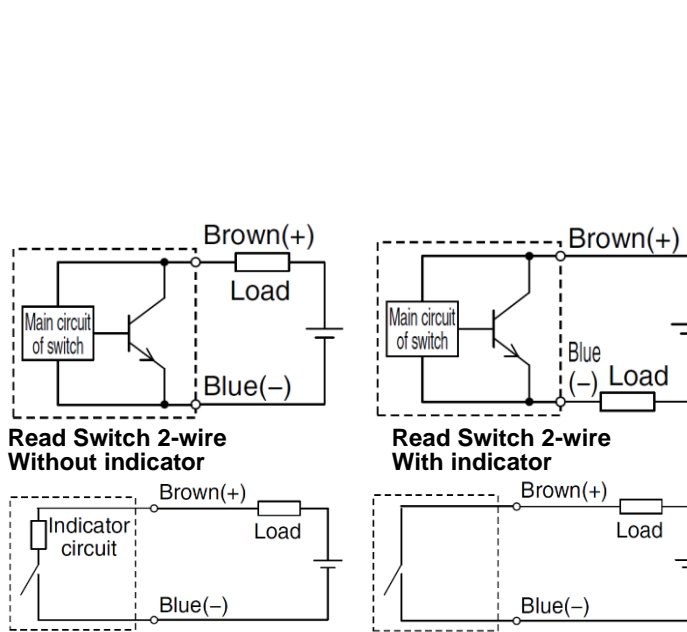 Brown(+)
Load
Main circuit
of switch
Blue(−)
Brown(+)
Main circuit
of switch
Blue
(−) Load
Read Switch 2-wire
Without indicator
Read Switch 2-wire
With indicator
Brown(+)
Indicator
circuit
Load
Blue(−)
Brown(+)
Load
Blue(−)